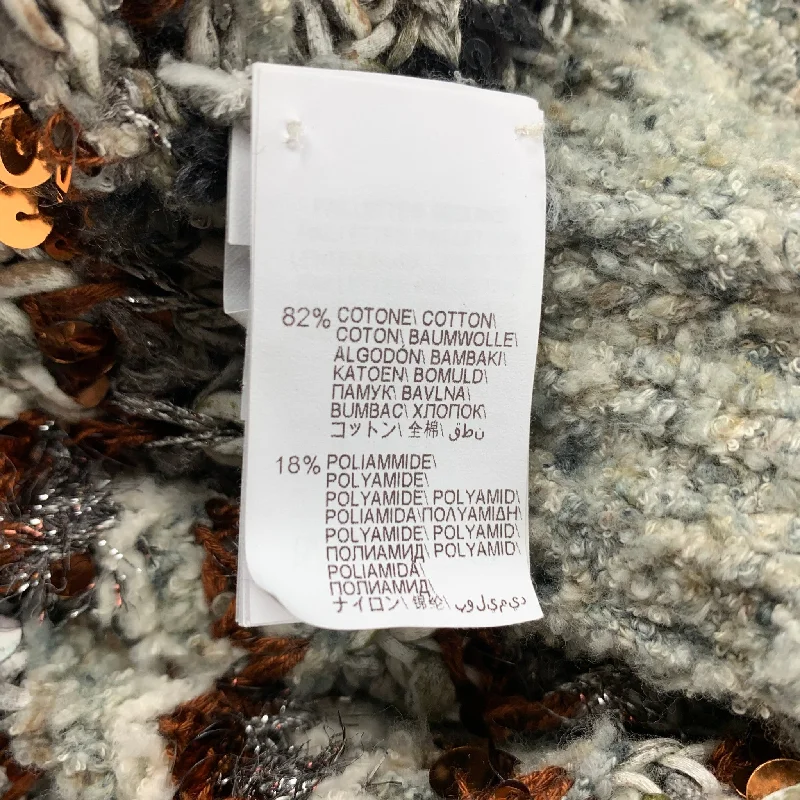 82% COTONE\ COTTON\
COTON\ BAUMWOLLE\
ALGODÓN\ BAMBAKI\
KATOEN\ BOMULD\
ПАМУК\ BAVLNA\
BUMBAC\ ХЛОПОК\
コットン\ 全棉\ قطن
18% POLIAMMIDE\
POLYAMIDE\
POLYAMIDE\ POLYAMID\
POLIAMIDA\ΠΟΛΥΑΜΙΔΗ\
POLYAMIDE\ POLYAMID\
ПОЛИАМИД\ POLYAMID\
POLIAMIDA\
ПОЛИАМИД\
ナイロン\ 锦纶\